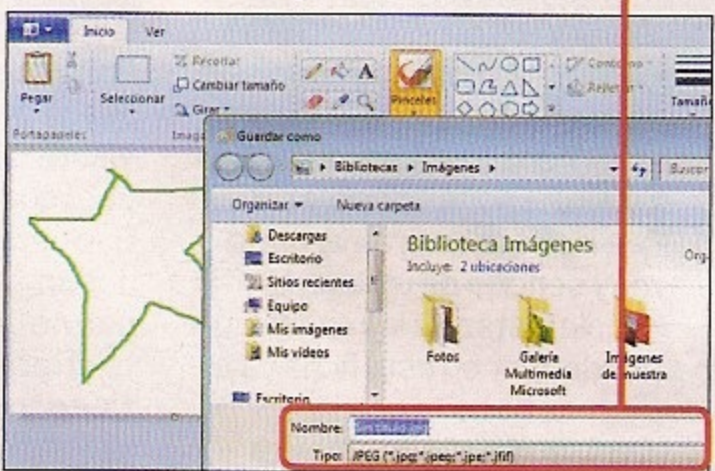 Inicio Ver
Pegar
Portapapeles
Seleccionar
Recortar
Cambiar tamaño
Girar
A
Pinceles
Contorno
Rellenar
Guardar como
Bibliotecas Imágenes
Buscar
Organizar Nueva carpeta
Descargas
Escritorio
Sitios recientes
Equipo
Mis imágenes
Mis vídeos
Escritorio
Biblioteca Imágenes
Incluye: 2 ubicaciones
Fotos
Galería
Multimedia
Microsoft
Imágenes
de muestra
Nombre:
Tipo: JPEG (*.jpg;*.jpeg;*.jpe;*.jfif)